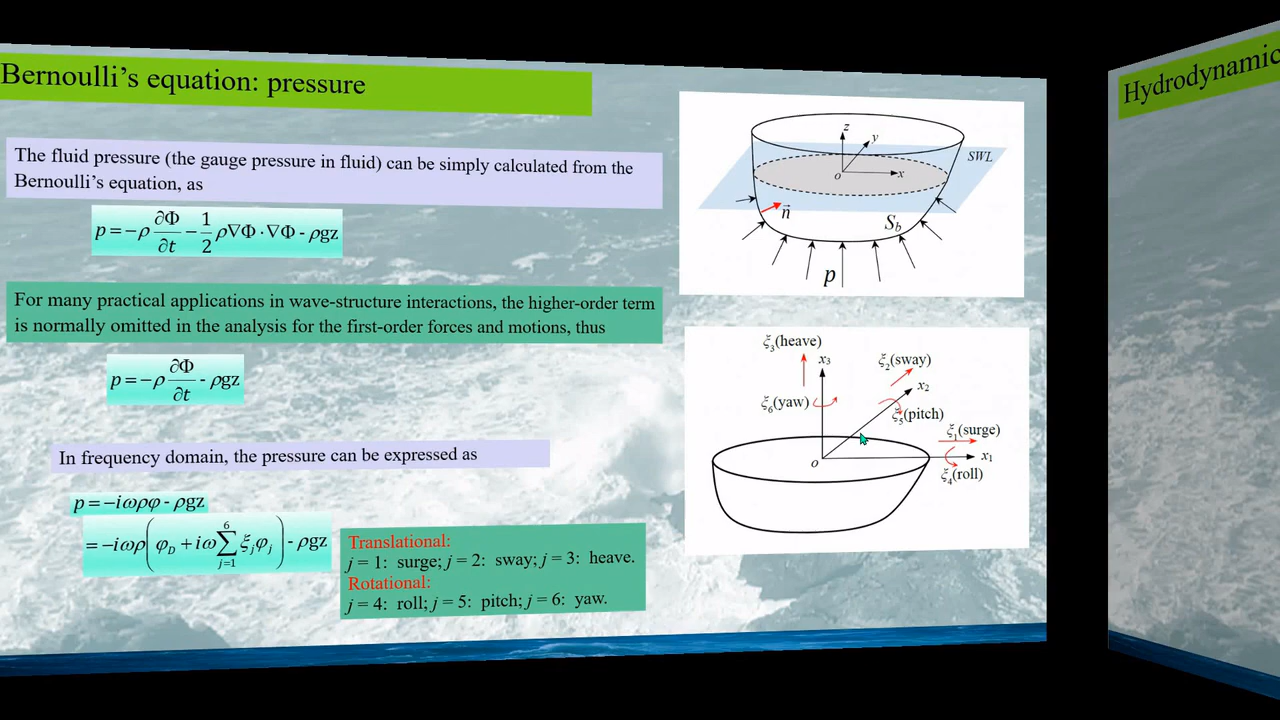 Bernoulli's equation: pressure
The fluid pressure (the gauge pressure in fluid) can be simply calculated from the
Bernoulli's equation, as
p = −ρ ∂Φ/∂t − 1/2 ρ∇Φ·∇Φ - ρgz
For many practical applications in wave-structure interactions, the higher-order term
is normally omitted in the analysis for the first-order forces and motions, thus
p = −ρ ∂Φ/∂t - ρgz
In frequency domain, the pressure can be expressed as
p = −iωρφ - ρgz
= −iωρ(φ_D + iω∑_{j=1}^{6} ξ_jφ_j) - ρgz
Translational:
j = 1: surge; j = 2: sway; j = 3: heave.
Rotational:
j = 4: roll; j = 5: pitch; j = 6: yaw.
z
y
SWL
o
x
n⃗
S_b
p
ξ₃(heave)
x₃
ξ₂(sway)
x₂
ξ₆(yaw)
ξ₅(pitch)
ξ₁(surge)
o
x₁
ξ₄(roll)
Hydrodynamic